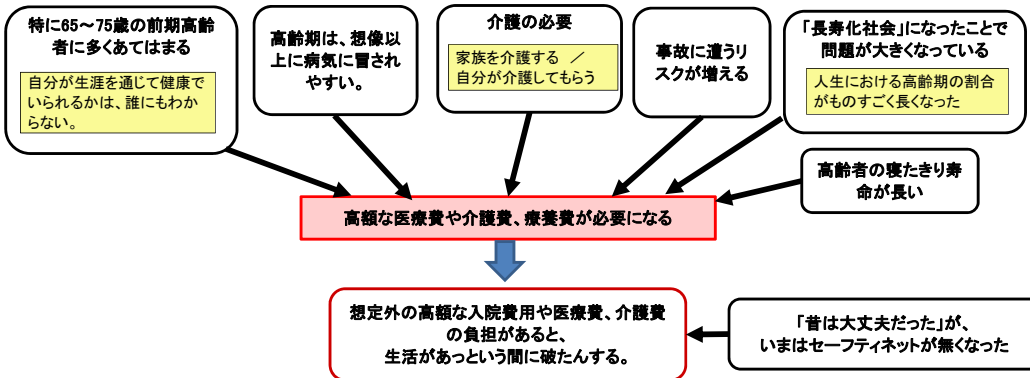 特に65～75歳の前期高齢
者に多くあてはまる
自分が生涯を通じて健康で
いられるかは、誰にもわか
らない。
高齢期は、想像以
上に病気に冒され
やすい。
介護の必要
家族を介護する ／
自分が介護してもらう
事故に遭うリ
スクが増える
「長寿化社会」になったことで
問題が大きくなっている
人生における高齢期の割合
がものすごく長くなった
高齢者の寝たきり寿
命が長い
高額な医療費や介護費、療養費が必要になる
想定外の高額な入院費用や医療費、介護費
の負担があると、
生活があっという間に破たんする。
「昔は大丈夫だった」が、
いまはセーフティネットが無くなった